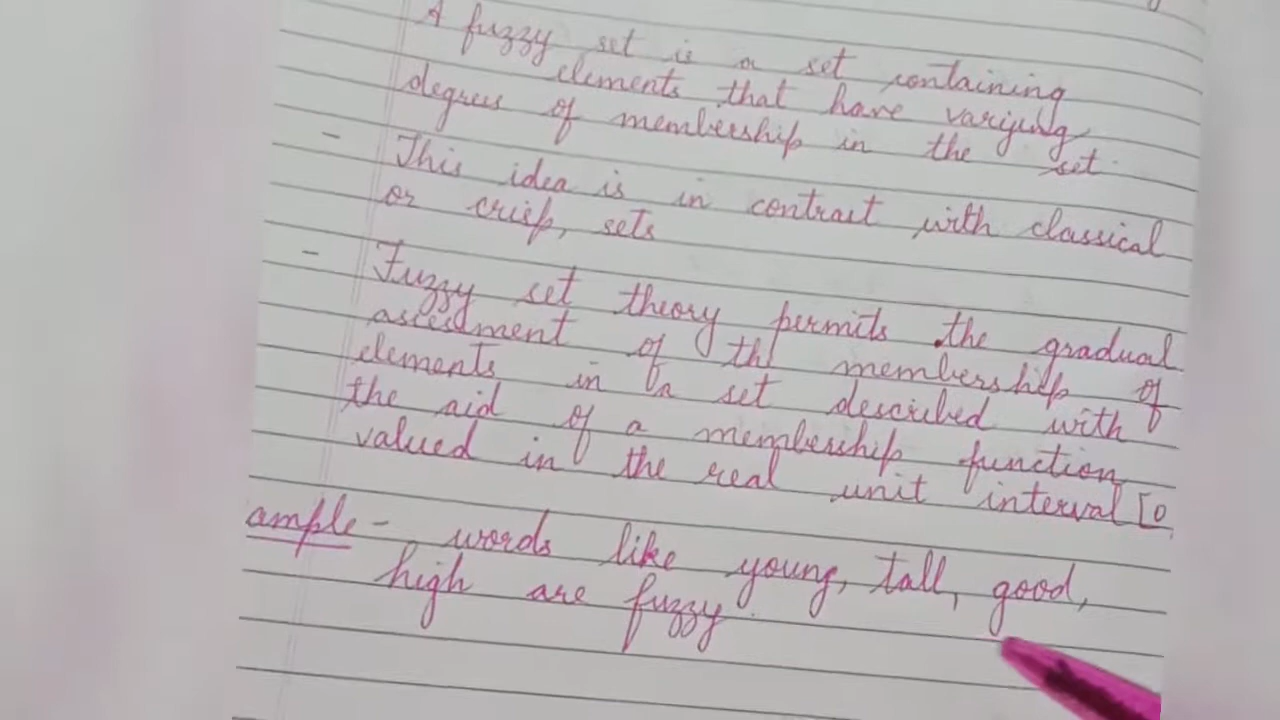 A fuzzy set is a set containing
elements that have varying
degrees of membership in the set.
- This idea is in contract with classical
or crisp, sets
- Fuzzy set theory permits the gradual
assessment of the membership of
elements in a set described with
the aid of a membership function
valued in the real unit interval [0
ample - words like young, tall, good,
high are fuzzy.